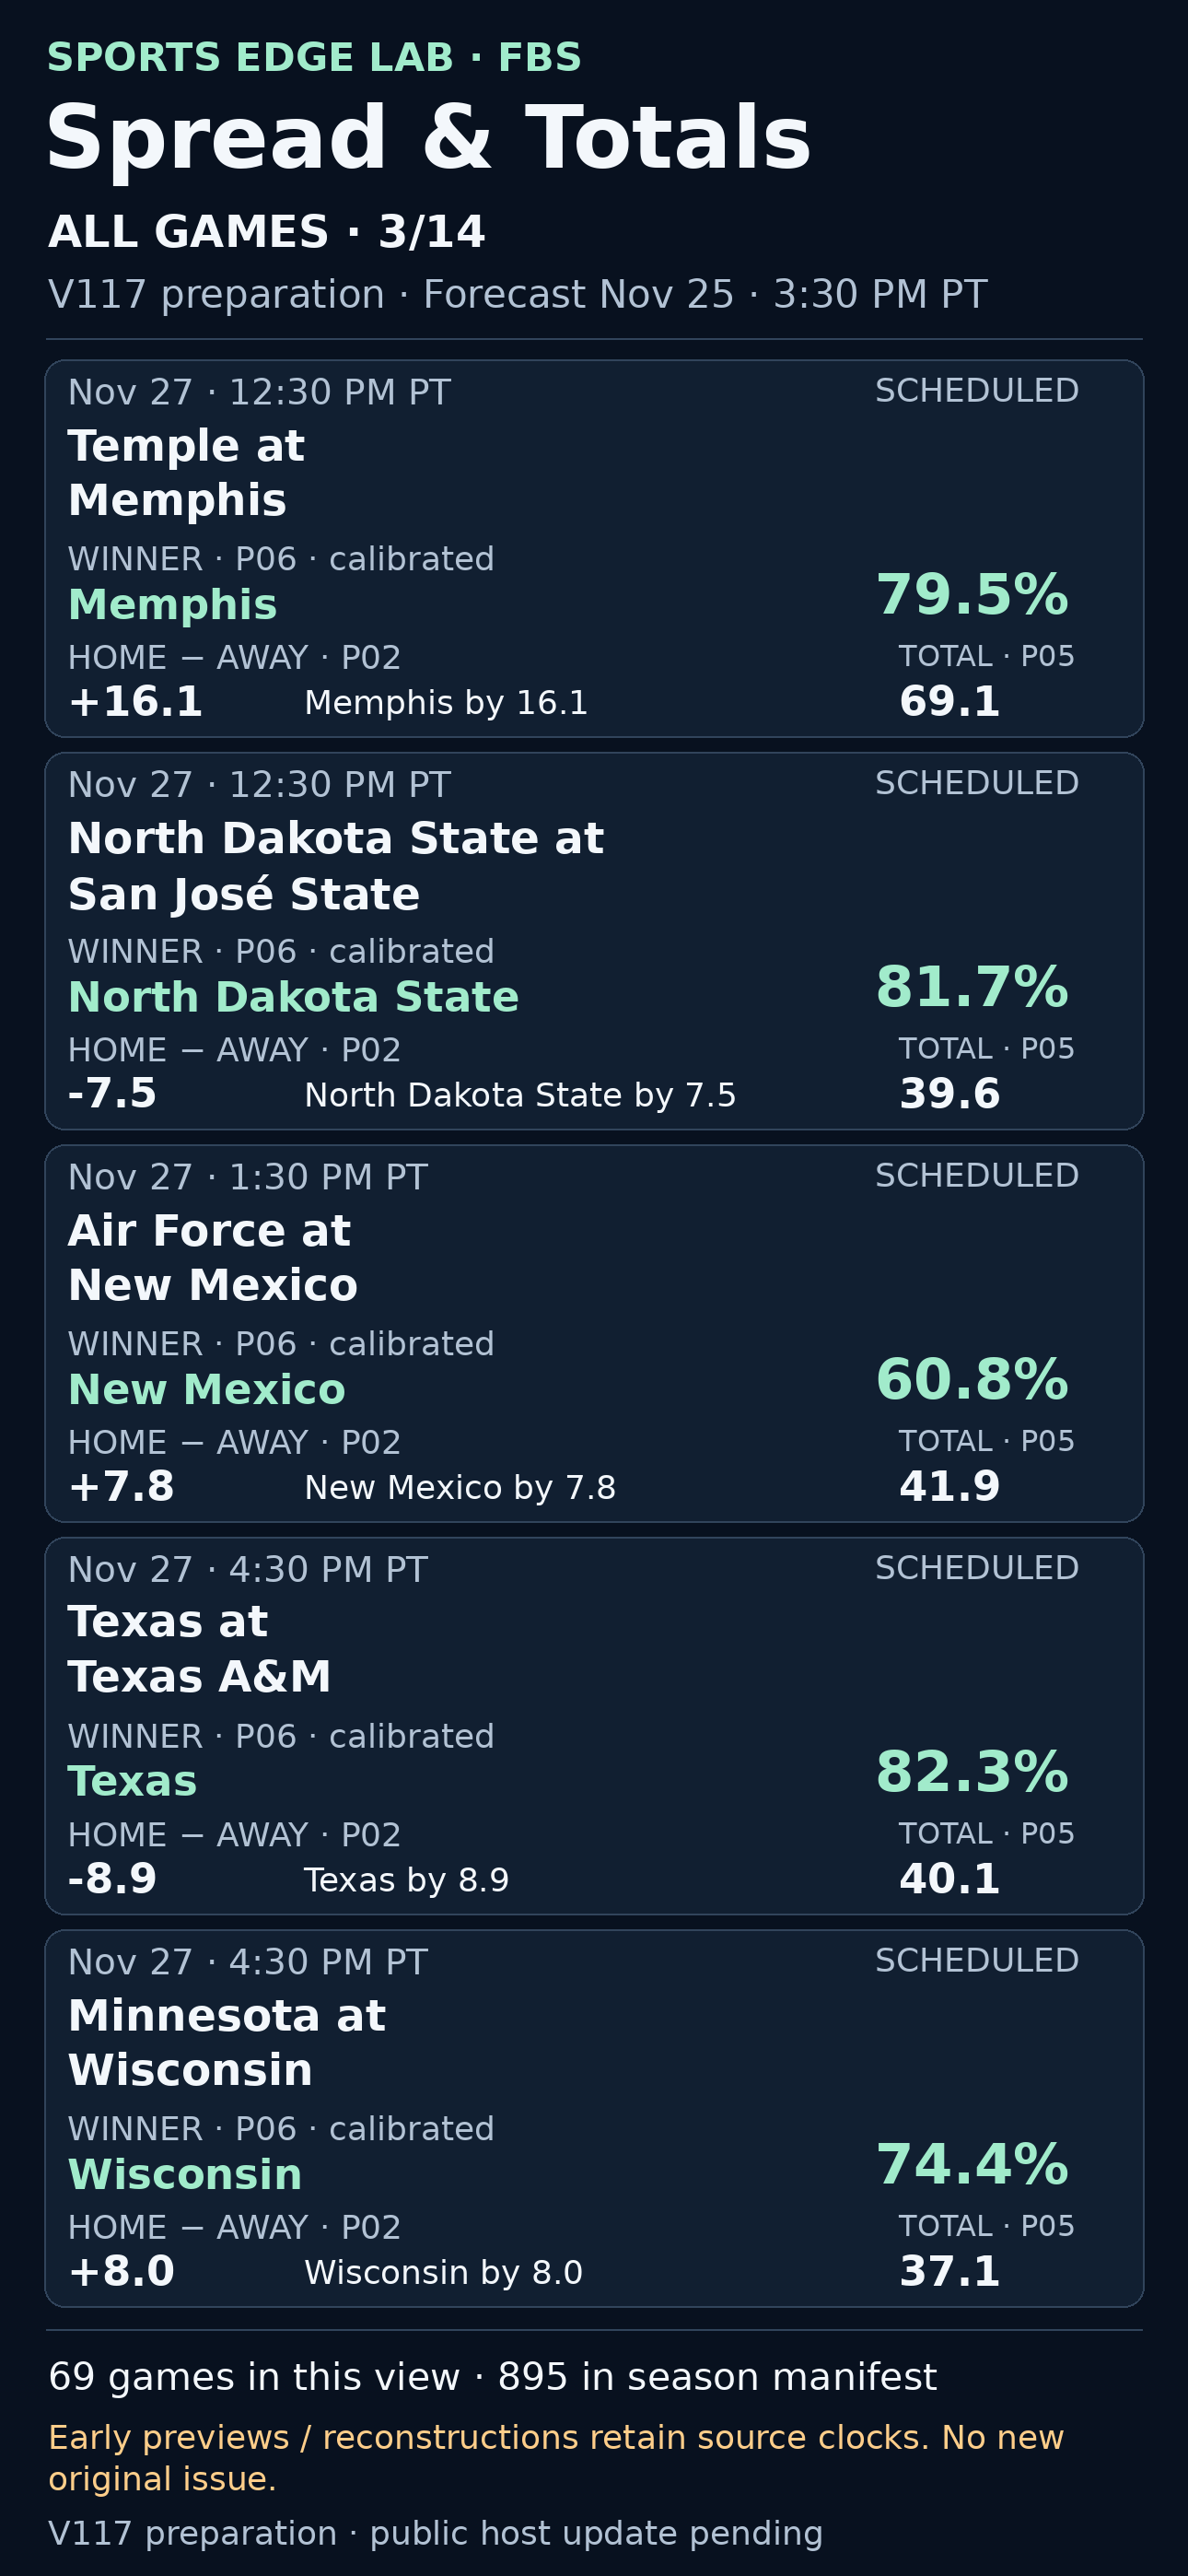 SPORTS EDGE LAB · FBS
Spread & Totals
ALL GAMES · 3/14
V117 preparation · Forecast Nov 25 · 3:30 PM PT
Nov 27 · 12:30 PM PT SCHEDULED
Temple at
Memphis
WINNER · P06 · calibrated
Memphis 79.5%
HOME − AWAY · P02 TOTAL · P05
+16.1 Memphis by 16.1 69.1
Nov 27 · 12:30 PM PT SCHEDULED
North Dakota State at
San José State
WINNER · P06 · calibrated
North Dakota State 81.7%
HOME − AWAY · P02 TOTAL · P05
-7.5 North Dakota State by 7.5 39.6
Nov 27 · 1:30 PM PT SCHEDULED
Air Force at
New Mexico
WINNER · P06 · calibrated
New Mexico 60.8%
HOME − AWAY · P02 TOTAL · P05
+7.8 New Mexico by 7.8 41.9
Nov 27 · 4:30 PM PT SCHEDULED
Texas at
Texas A&M
WINNER · P06 · calibrated
Texas 82.3%
HOME − AWAY · P02 TOTAL · P05
-8.9 Texas by 8.9 40.1
Nov 27 · 4:30 PM PT SCHEDULED
Minnesota at
Wisconsin
WINNER · P06 · calibrated
Wisconsin 74.4%
HOME − AWAY · P02 TOTAL · P05
+8.0 Wisconsin by 8.0 37.1
69 games in this view · 895 in season manifest
Early previews / reconstructions retain source clocks. No new
original issue.
V117 preparation · public host update pending